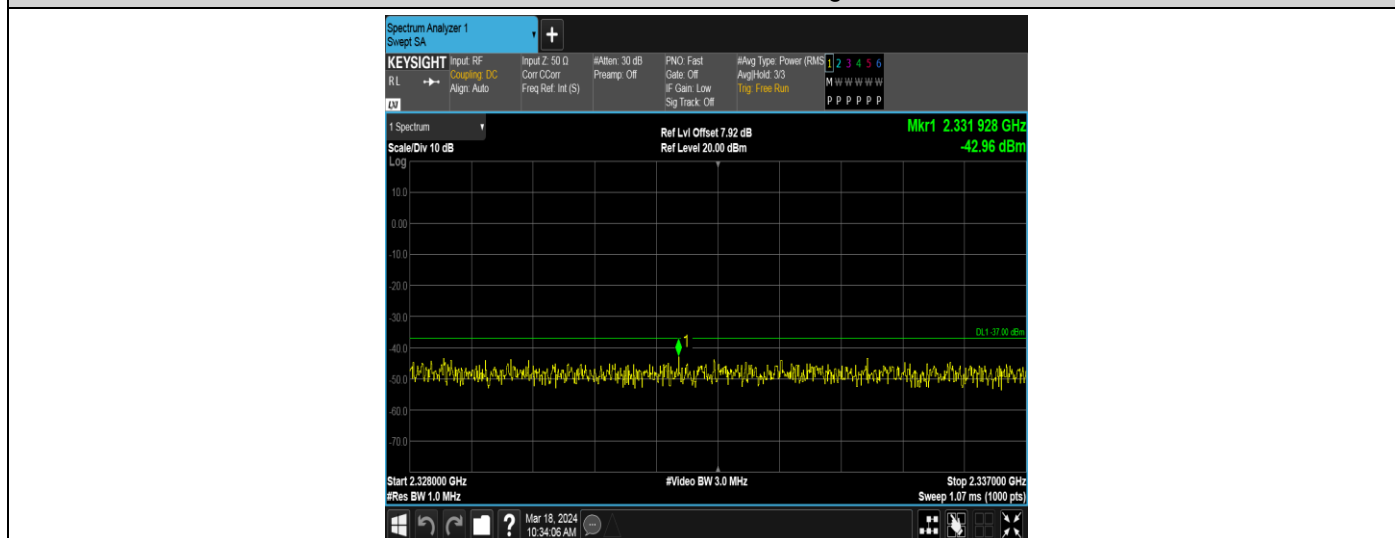 Spectrum Analyzer 1
Swept SA
+
KEYSIGHT
RL
Input: RF
Coupling: DC
Align: Auto
Input Z: 50 Ω
Corr CCorr
Freq Ref: Int (S)
#Atten: 30 dB
Preamp: Off
PNO: Fast
Gate: Off
IF Gain: Low
Sig Track: Off
#Avg Type: Power (RMS
Avg|Hold: 3/3
Trig: Free Run
1 2 3 4 5 6
M W W W W W
P P P P P P
1 Spectrum
Scale/Div 10 dB
Ref Lvl Offset 7.92 dB
Ref Level 20.00 dBm
Mkr1 2.331 928 GHz
-42.96 dBm
Log
10.0
0.00
-10.0
-20.0
-30.0
DL1 -37.00 dBm
1
-40.0
-50.0
-60.0
-70.0
Start 2.328000 GHz
#Video BW 3.0 MHz
Stop 2.337000 GHz
#Res BW 1.0 MHz
Sweep 1.07 ms (1000 pts)
?
Mar 18, 2024
10:34:06 AM